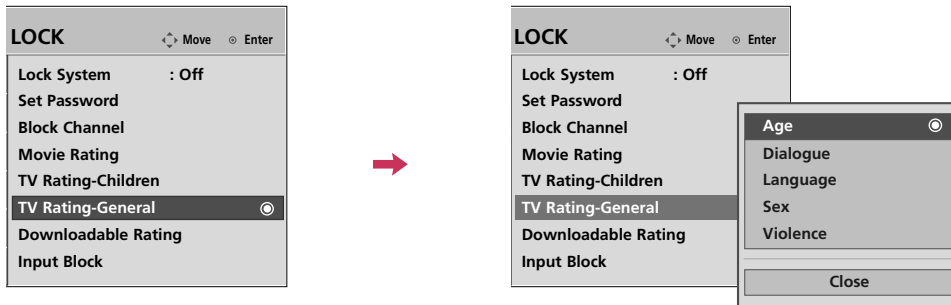 LOCK Move Enter
Lock System : Off
Set Password
Block Channel
Movie Rating
TV Rating-Children
TV Rating-General
Downloadable Rating
Input Block
LOCK Move Enter
Lock System : Off
Set Password
Block Channel
Movie Rating
TV Rating-Children
TV Rating-General
Downloadable Rating
Input Block
Age
Dialogue
Language
Sex
Violence
Close